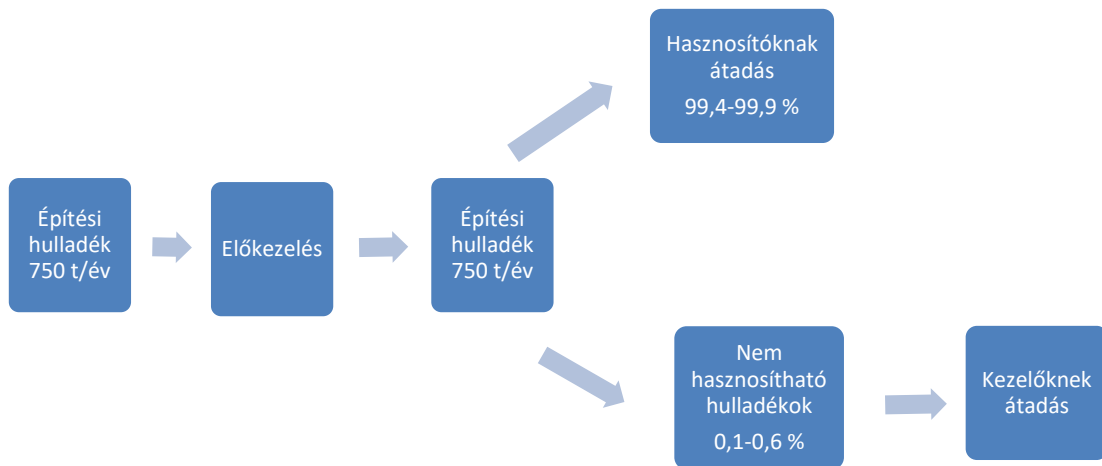 Építési
hulladék
750 t/év
Előkezelés
Építési
hulladék
750 t/év
Hasznosítóknak
átadás
99,4-99,9 %
Nem
hasznosítható
hulladékok
0,1-0,6 %
Kezelőknek
átadás